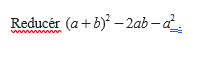 Reducér (a+b)² – 2ab – a².